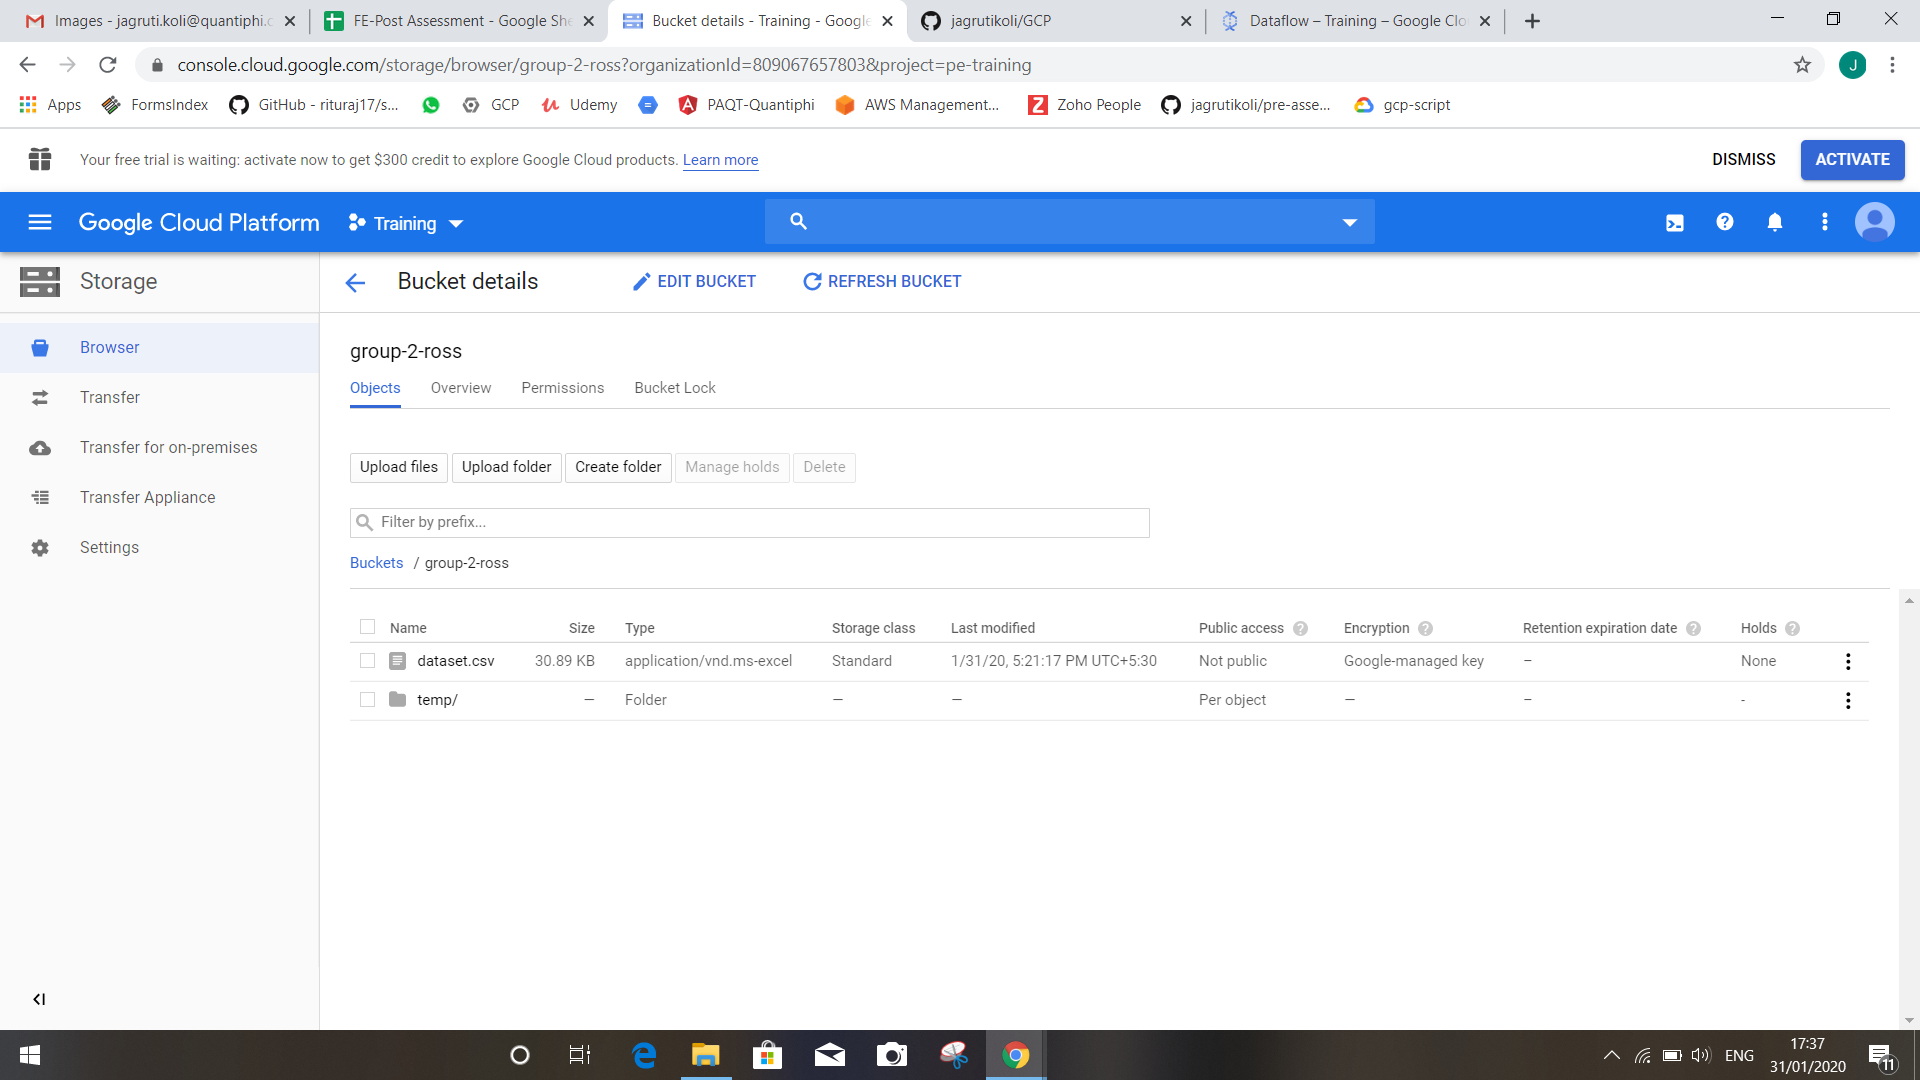 Images - jagruti.koli@quantiphi.c
FE-Post Assessment - Google She
Bucket details - Training - Google
jagrutikoli/GCP
Dataflow – Training – Google Clo
console.cloud.google.com/storage/browser/group-2-ross?organizationId=809067657803&project=pe-training
J
Apps
FormsIndex
GitHub - rituraj17/s...
GCP
Udemy
PAQT-Quantiphi
AWS Management...
Zoho People
jagrutikoli/pre-asse...
gcp-script
Your free trial is waiting: activate now to get $300 credit to explore Google Cloud products. Learn more
DISMISS
ACTIVATE
Google Cloud Platform
Training
Storage
Bucket details
EDIT BUCKET
REFRESH BUCKET
Browser
Transfer
Transfer for on-premises
Transfer Appliance
Settings
group-2-ross
Objects Overview Permissions Bucket Lock
Upload files Upload folder Create folder Manage holds Delete
Filter by prefix...
Buckets / group-2-ross
Name Size Type Storage class Last modified Public access Encryption Retention expiration date Holds
dataset.csv 30.89 KB application/vnd.ms-excel Standard 1/31/20, 5:21:17 PM UTC+5:30 Not public Google-managed key – None
temp/ — Folder — — Per object — – -
ENG
17:37
31/01/2020
11